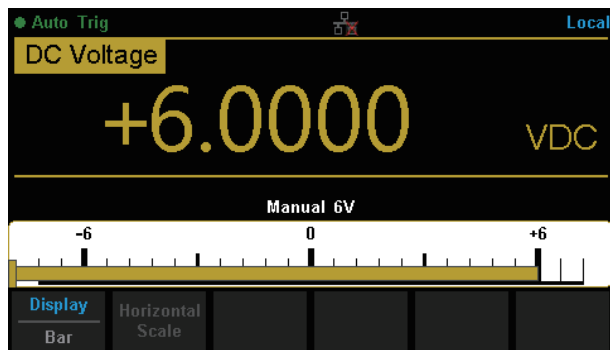 Auto Trig Local
DC Voltage
+6.0000 VDC
Manual 6V
-6 0 +6
Display Horizontal
Scale
Bar